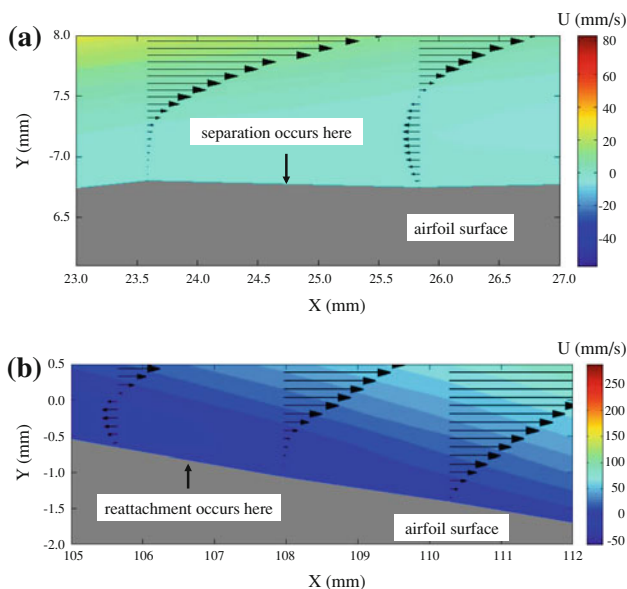 (a)
U (mm/s)
8.0
7.5
-7.0
6.5
Y (mm)
separation occurs here
airfoil surface
23.0 24.0 24.5 25.0 25.5 26.0 26.5 27.0
X (mm)
80
60
40
20
0
-20
-40
(b)
U (mm/s)
0.5
0.0
-0.5
-1.0
-1.5
-2.0
Y (mm)
reattachment occurs here
airfoil surface
105 106 107 108 109 110 111 112
X (mm)
250
200
150
100
50
0
-50